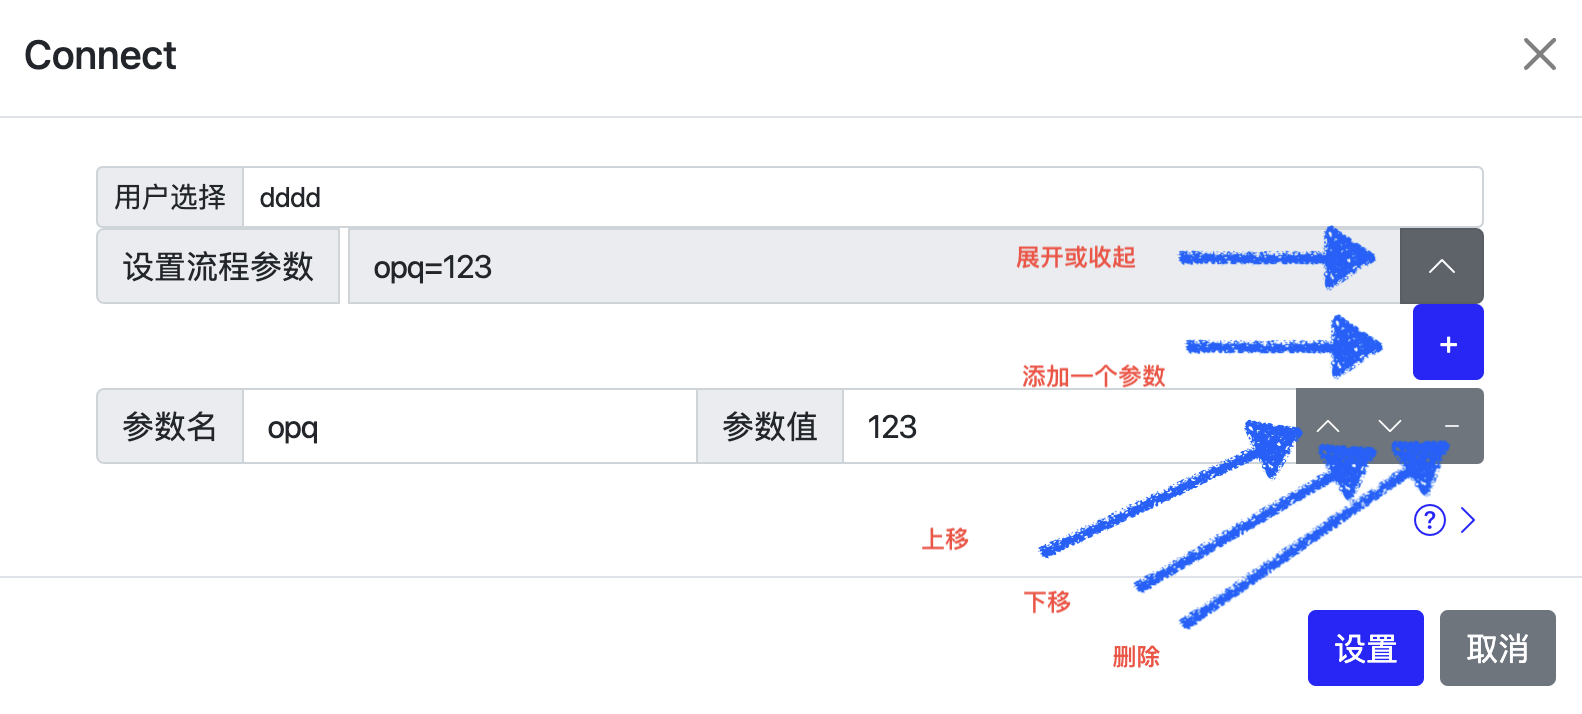 Connect
用户选择 dddd
设置流程参数 opq=123 展开或收起
+
添加一个参数
参数名 opq 参数值 123
?
上移
下移
删除
设置 取消